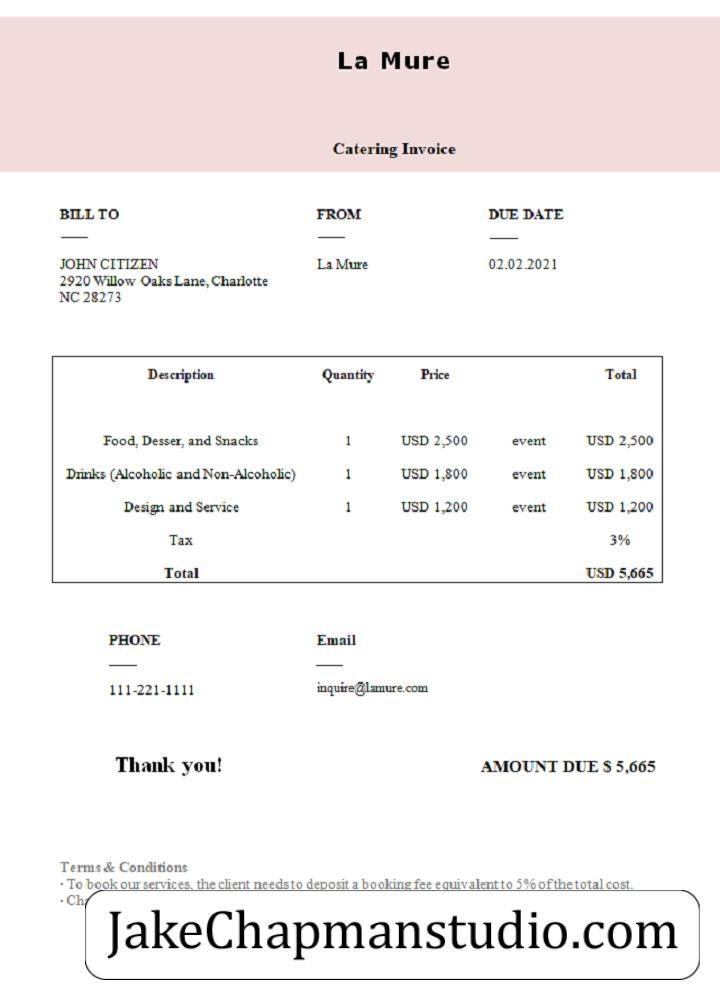 La Mure
Catering Invoice
BILL TO FROM DUE DATE
JOHN CITIZEN La Mure 02.02.2021
2920 Willow Oaks Lane, Charlotte
NC 28273
Description Quantity Price Total
Food, Desser, and Snacks 1 USD 2,500 event USD 2,500
Drinks (Alcoholic and Non-Alcoholic) 1 USD 1,800 event USD 1,800
Design and Service 1 USD 1,200 event USD 1,200
Tax 3%
Total USD 5,665
PHONE Email
111-221-1111 inquire@lamure.com
Thank you! AMOUNT DUE $ 5,665
Terms & Conditions
· To book our services, the client needs to deposit a booking fee equivalent to 5% of the total cost.
JakeChapmanstudio.com